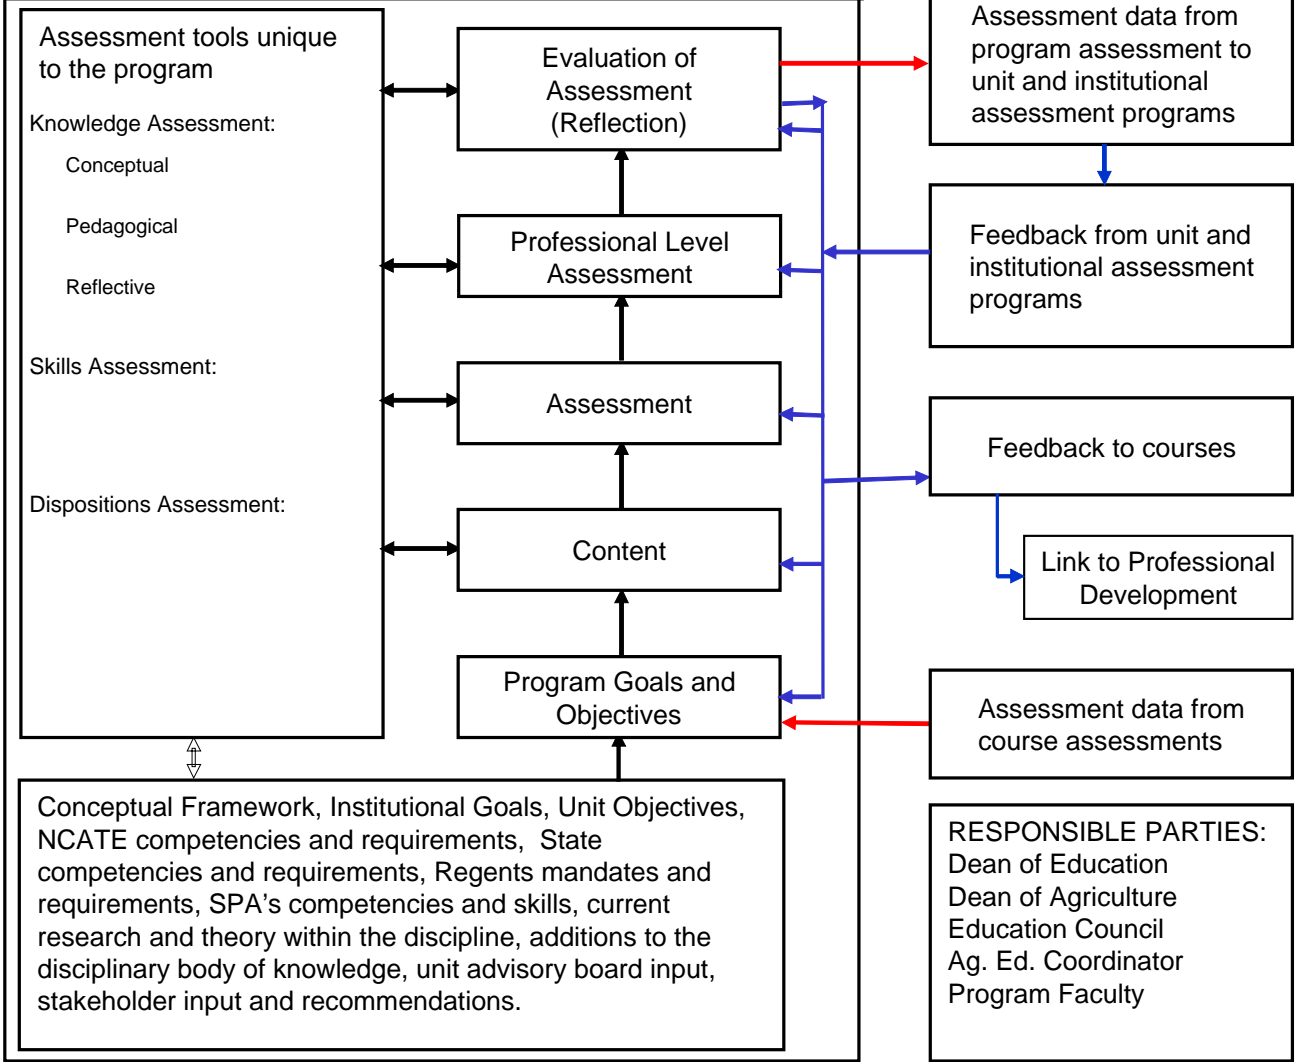 Assessment tools unique
to the program
Knowledge Assessment:
Conceptual
Pedagogical
Reflective
Skills Assessment:
Dispositions Assessment:
Evaluation of
Assessment
(Reflection)
Professional Level
Assessment
Assessment
Content
Program Goals and
Objectives
Conceptual Framework, Institutional Goals, Unit Objectives,
NCATE competencies and requirements,  State
competencies and requirements, Regents mandates and
requirements, SPA's competencies and skills, current
research and theory within the discipline, additions to the
disciplinary body of knowledge, unit advisory board input,
stakeholder input and recommendations.
Assessment data from
program assessment to
unit and institutional
assessment programs
Feedback from unit and
institutional assessment
programs
Feedback to courses
Link to Professional
Development
Assessment data from
course assessments
RESPONSIBLE PARTIES:
Dean of Education
Dean of Agriculture
Education Council
Ag. Ed. Coordinator
Program Faculty